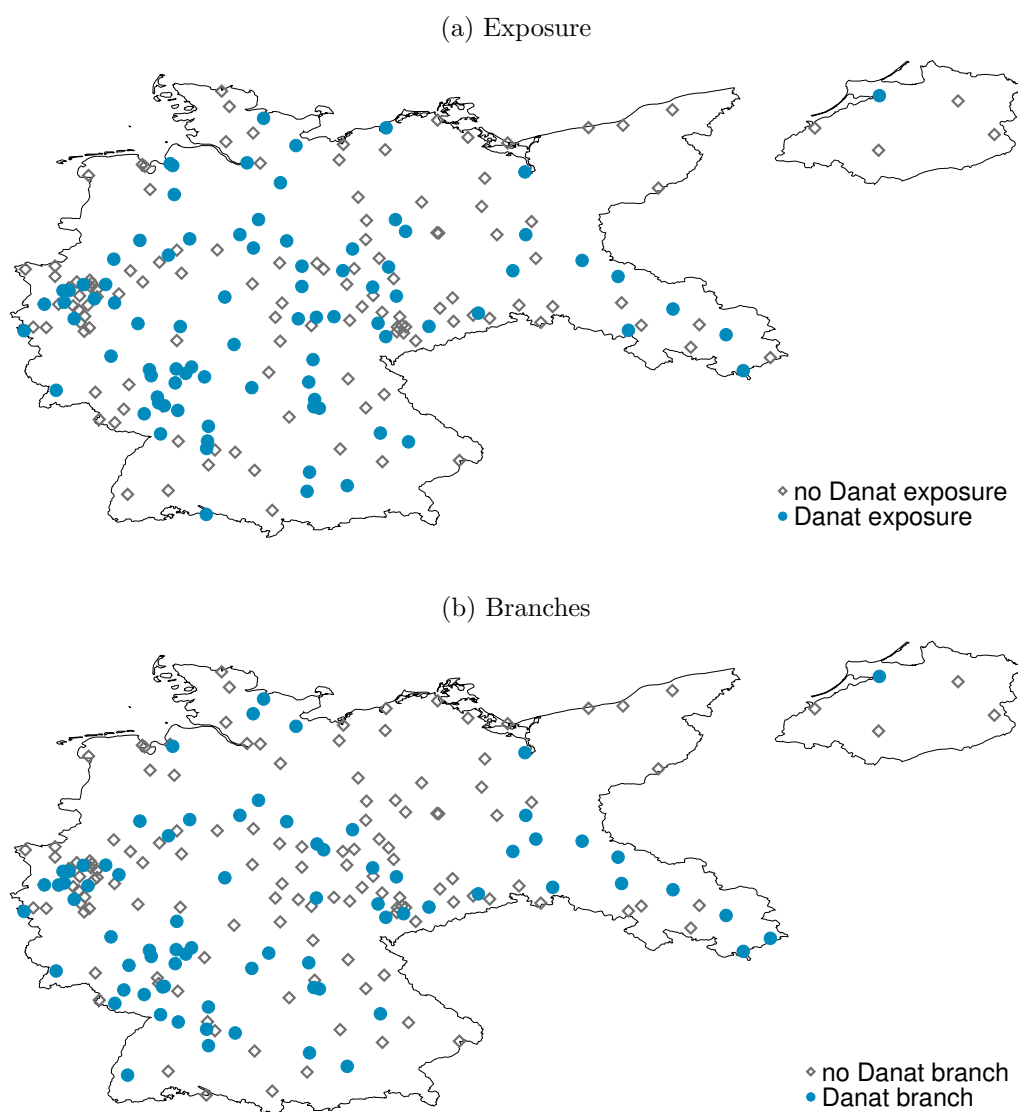 (a) Exposure
no Danat exposure
Danat exposure
(b) Branches
no Danat branch
Danat branch